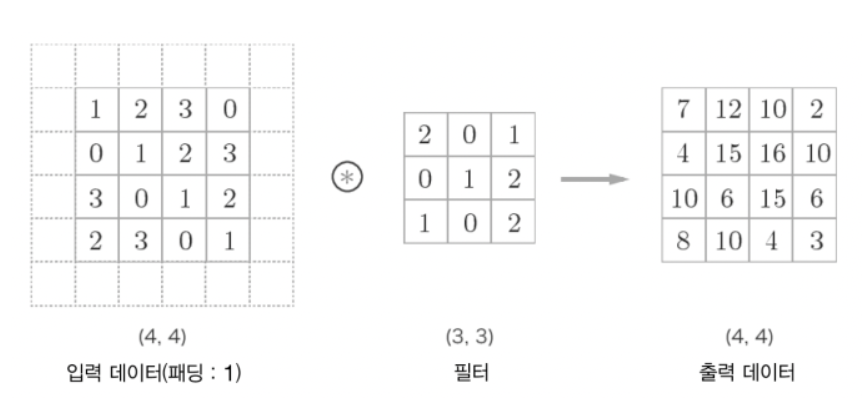 1 2 3 0
0 1 2 3
3 0 1 2
2 3 0 1
(4, 4)
입력 데이터(패딩 : 1)
*
2 0 1
0 1 2
1 0 2
(3, 3)
필터
7 12 10 2
4 15 16 10
10 6 15 6
8 10 4 3
(4, 4)
출력 데이터